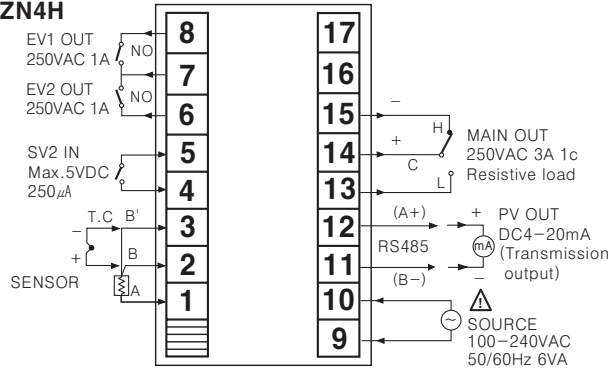 ZN4H
EV1 OUT
250VAC 1A
NO
EV2 OUT
250VAC 1A
NO
SV2 IN
Max.5VDC
250㎂
T.C
B'
−
+
B
SENSOR
A
8
7
6
5
4
3
2
1
17
16
15
14
13
12
11
10
9
−
H
+
C
L
MAIN OUT
250VAC 3A 1c
Resistive load
(A+)
RS485
(B−)
+
mA
−
PV OUT
DC4−20mA
(Transmission
output)
!
~
SOURCE
100−240VAC
50/60Hz 6VA